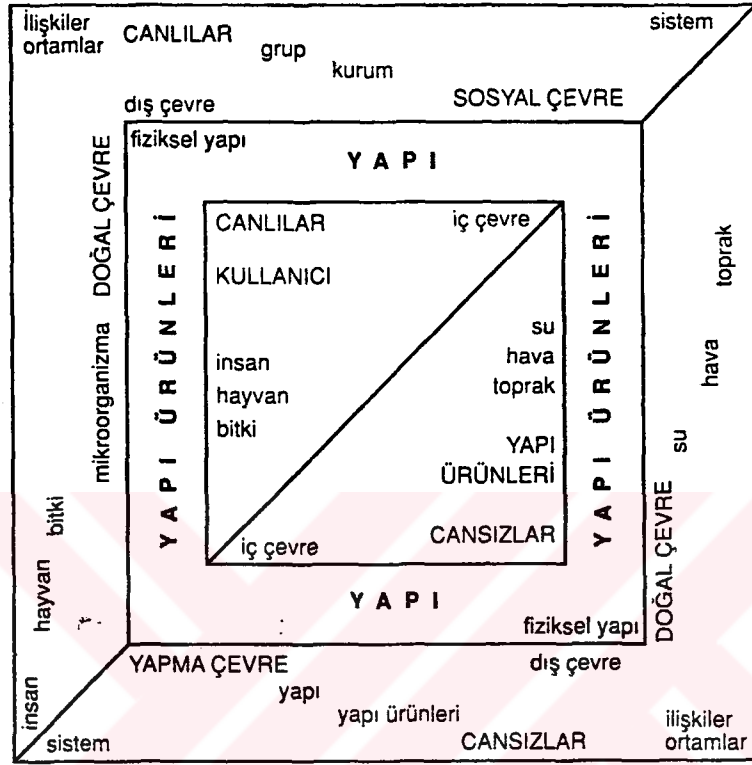 İlişkiler
ortamlar
CANLILAR
grup
kurum
sistem
dış çevre
SOSYAL ÇEVRE
fiziksel yapı
YAPI
DOĞAL ÇEVRE
mikroorganizma
bitki
hayvan
insan
YAPI ÜRÜNLERİ
CANLILAR
iç çevre
KULLANICI
insan
hayvan
bitki
su
hava
toprak
YAPI
ÜRÜNLERİ
iç çevre
CANSIZLAR
YAPI ÜRÜNLERİ
toprak
hava
su
DOĞAL ÇEVRE
YAPI
fiziksel yapı
YAPMA ÇEVRE
dış çevre
yapı
yapı ürünleri
sistem
CANSIZLAR
ilişkiler
ortamlar